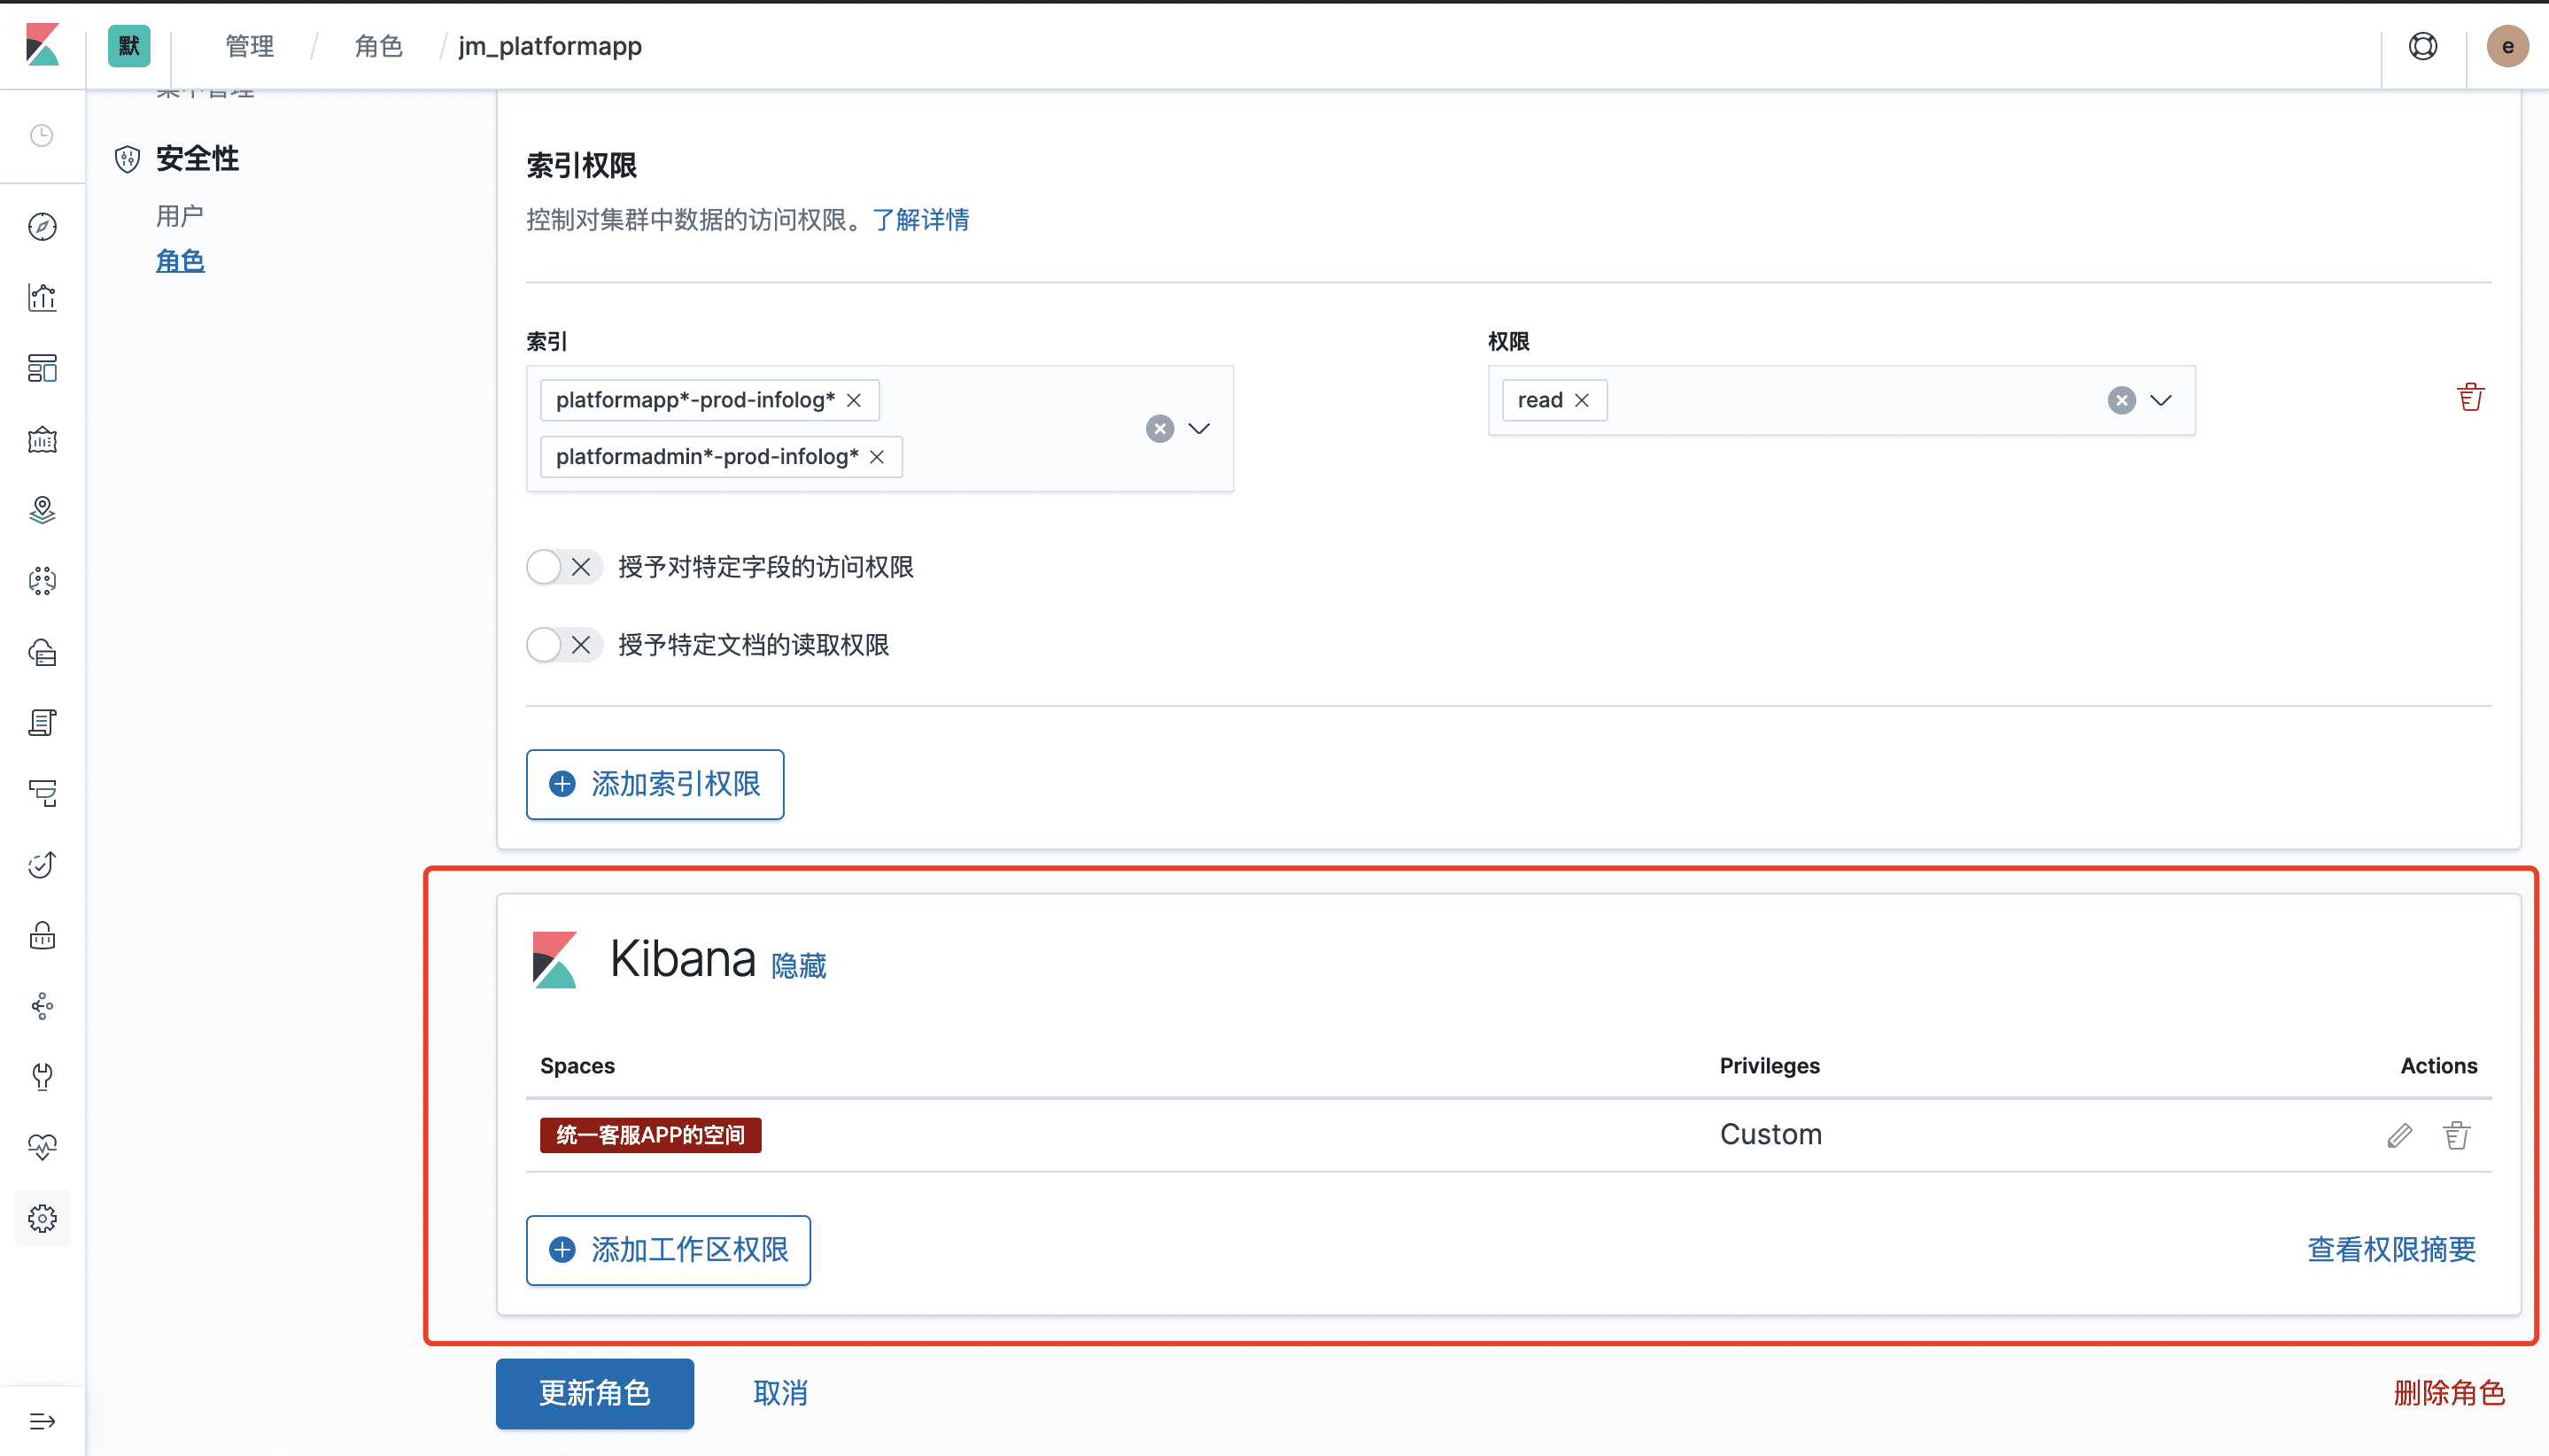 默
管理 / 角色 / jm_platformapp
e
集中管理
安全性
用户
角色
索引权限
控制对集群中数据的访问权限。了解详情
索引
权限
platformapp*-prod-infolog*
read
platformadmin*-prod-infolog*
授予对特定字段的访问权限
授予特定文档的读取权限
添加索引权限
Kibana 隐藏
Spaces Privileges Actions
统一客服APP的空间 Custom
添加工作区权限
查看权限摘要
更新角色
取消
删除角色